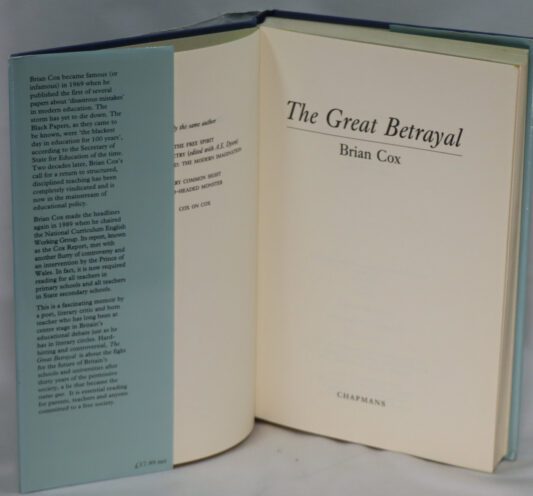 Brian Cox became famous (or
infamous) in 1969 when he
published the first of several
papers about 'disastrous mistakes'
in modern education. The
storm has yet to die down. The
Black Papers, as they came to
be known, were 'the blackest
day in education for 100 years',
according to the Secretary of
State for Education of the time.
Two decades later, Brian Cox's
call for a return to structured,
disciplined teaching has been
completely vindicated and is
now in the mainstream of
educational policy.
Brian Cox made the headlines
again in 1989 when he chaired
the National Curriculum English
Working Group. Its report, known
as the Cox Report, met with
another flurry of controversy and
an intervention by the Prince of
Wales. In fact, it is now required
reading for all teachers in
primary schools and all teachers
in State secondary schools.
This is a fascinating memoir by
a poet, literary critic and born
teacher who has long been at
centre stage in Britain's
educational debate just as he
has in literary circles. Hard-
hitting and controversial, The
Great Betrayal is about the fight
for the future of Britain's
schools and universities after
thirty years of the permissive
society, a lie that became the
name
for parents, teachers and anyone
committed to a free society.
£17.99 net
by the same author
THE FREE SPIRIT
(edited with A.E. Dyson)
THE MODERN IMAGINATION
COMMON SIGHT
-HEADED MONSTER
COX ON COX
The Great Betrayal
Brian Cox
CHAPMANS